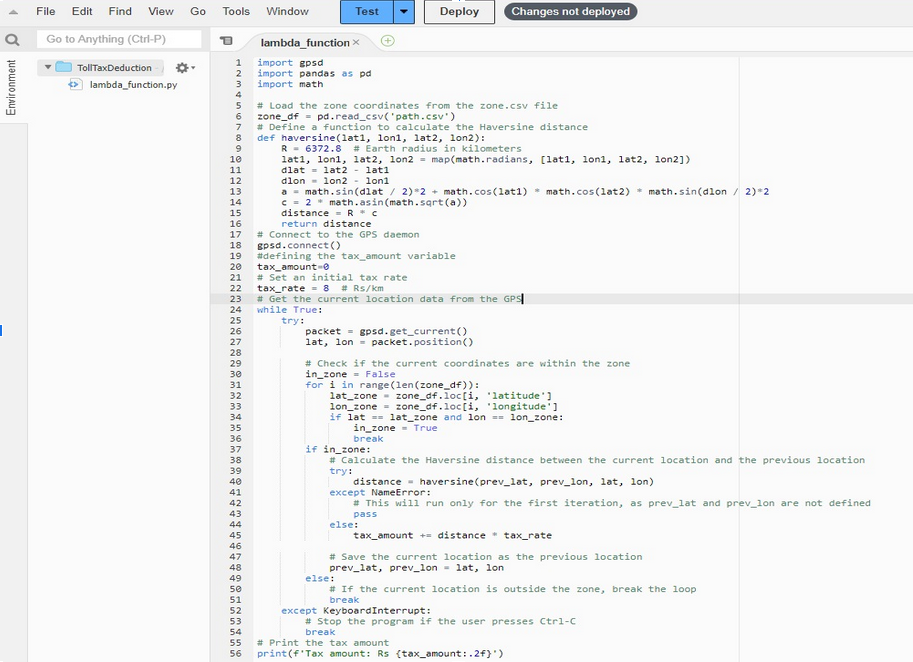 File Edit Find View Go Tools Window Test Deploy Changes not deployed
Go to Anything (Ctrl-P)
lambda_function
Environment
TollTaxDeduction
lambda_function.py
1 import gpsd
2 import pandas as pd
3 import math
4
5 # Load the zone coordinates from the zone.csv file
6 zone_df = pd.read_csv('path.csv')
7 # Define a function to calculate the Haversine distance
8 def haversine(lat1, lon1, lat2, lon2):
9     R = 6372.8  # Earth radius in kilometers
10     lat1, lon1, lat2, lon2 = map(math.radians, [lat1, lon1, lat2, lon2])
11     dlat = lat2 - lat1
12     dlon = lon2 - lon1
13     a = math.sin(dlat / 2)*2 + math.cos(lat1) * math.cos(lat2) * math.sin(dlon / 2)*2
14     c = 2 * math.asin(math.sqrt(a))
15     distance = R * c
16     return distance
17 # Connect to the GPS daemon
18 gpsd.connect()
19 #defining the tax_amount variable
20 tax_amount=0
21 # Set an initial tax rate
22 tax_rate = 8  # Rs/km
23 # Get the current location data from the GPS
24 while True:
25     try:
26         packet = gpsd.get_current()
27         lat, lon = packet.position()
28
29         # Check if the current coordinates are within the zone
30         in_zone = False
31         for i in range(len(zone_df)):
32             lat_zone = zone_df.loc[i, 'latitude']
33             lon_zone = zone_df.loc[i, 'longitude']
34             if lat == lat_zone and lon == lon_zone:
35                 in_zone = True
36                 break
37         if in_zone:
38             # Calculate the Haversine distance between the current location and the previous location
39             try:
40                 distance = haversine(prev_lat, prev_lon, lat, lon)
41             except NameError:
42                 # This will run only for the first iteration, as prev_lat and prev_lon are not defined
43                 pass
44             else:
45                 tax_amount += distance * tax_rate
46
47             # Save the current location as the previous location
48             prev_lat, prev_lon = lat, lon
49         else:
50             # If the current location is outside the zone, break the loop
51             break
52     except KeyboardInterrupt:
53         # Stop the program if the user presses Ctrl-C
54         break
55 # Print the tax amount
56 print(f'Tax amount: Rs {tax_amount:.2f}')